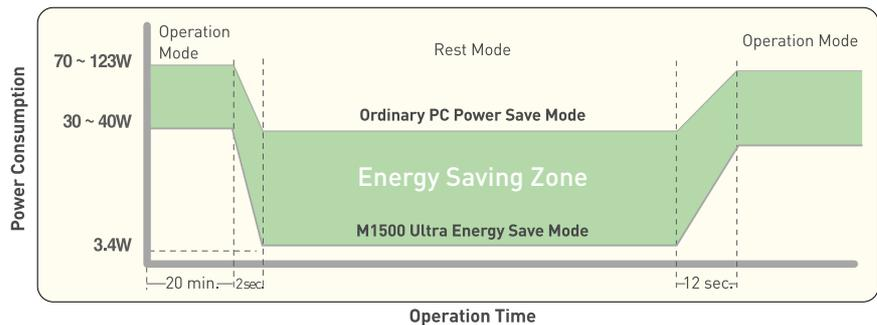 Operation
Mode
Rest Mode
Operation Mode
70 ~ 123W
30 ~ 40W
3.4W
Power Consumption
Ordinary PC Power Save Mode
Energy Saving Zone
M1500 Ultra Energy Save Mode
20 min.
2sec.
12 sec.
Operation Time